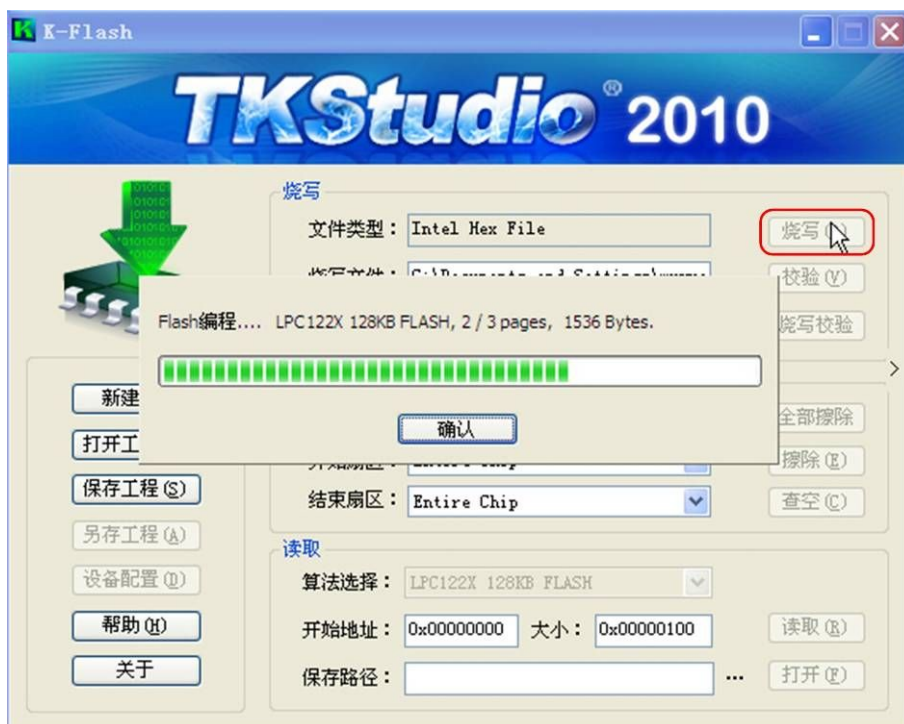 K-Flash
TKStudio® 2010
烧写
文件类型： Intel Hex File
烧写
校验(V)
烧写校验
Flash编程.... LPC122X 128KB FLASH, 2 / 3 pages, 1536 Bytes.
确认
新建
打开工
保存工程(S)
另存工程(A)
设备配置(D)
帮助(H)
关于
全部擦除
擦除(E)
结束扇区： Entire Chip
查空(C)
读取
算法选择： LPC122X 128KB FLASH
开始地址： 0x00000000 大小： 0x00000100
读取(R)
保存路径： ...
打开(F)